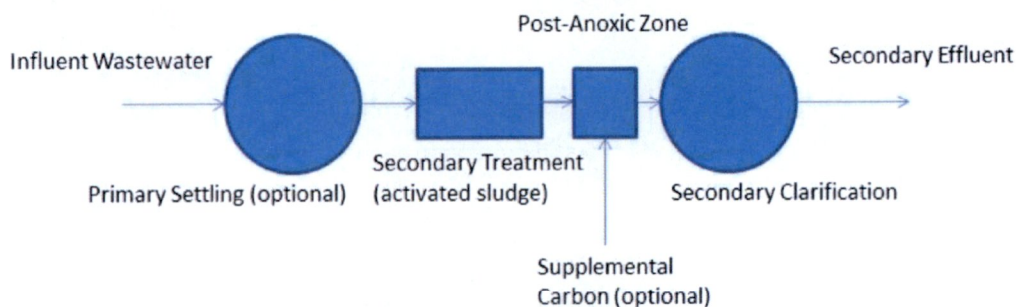 Post-Anoxic Zone
Influent Wastewater
Secondary Effluent
Secondary Treatment
(activated sludge)
Primary Settling (optional)
Secondary Clarification
Supplemental
Carbon (optional)